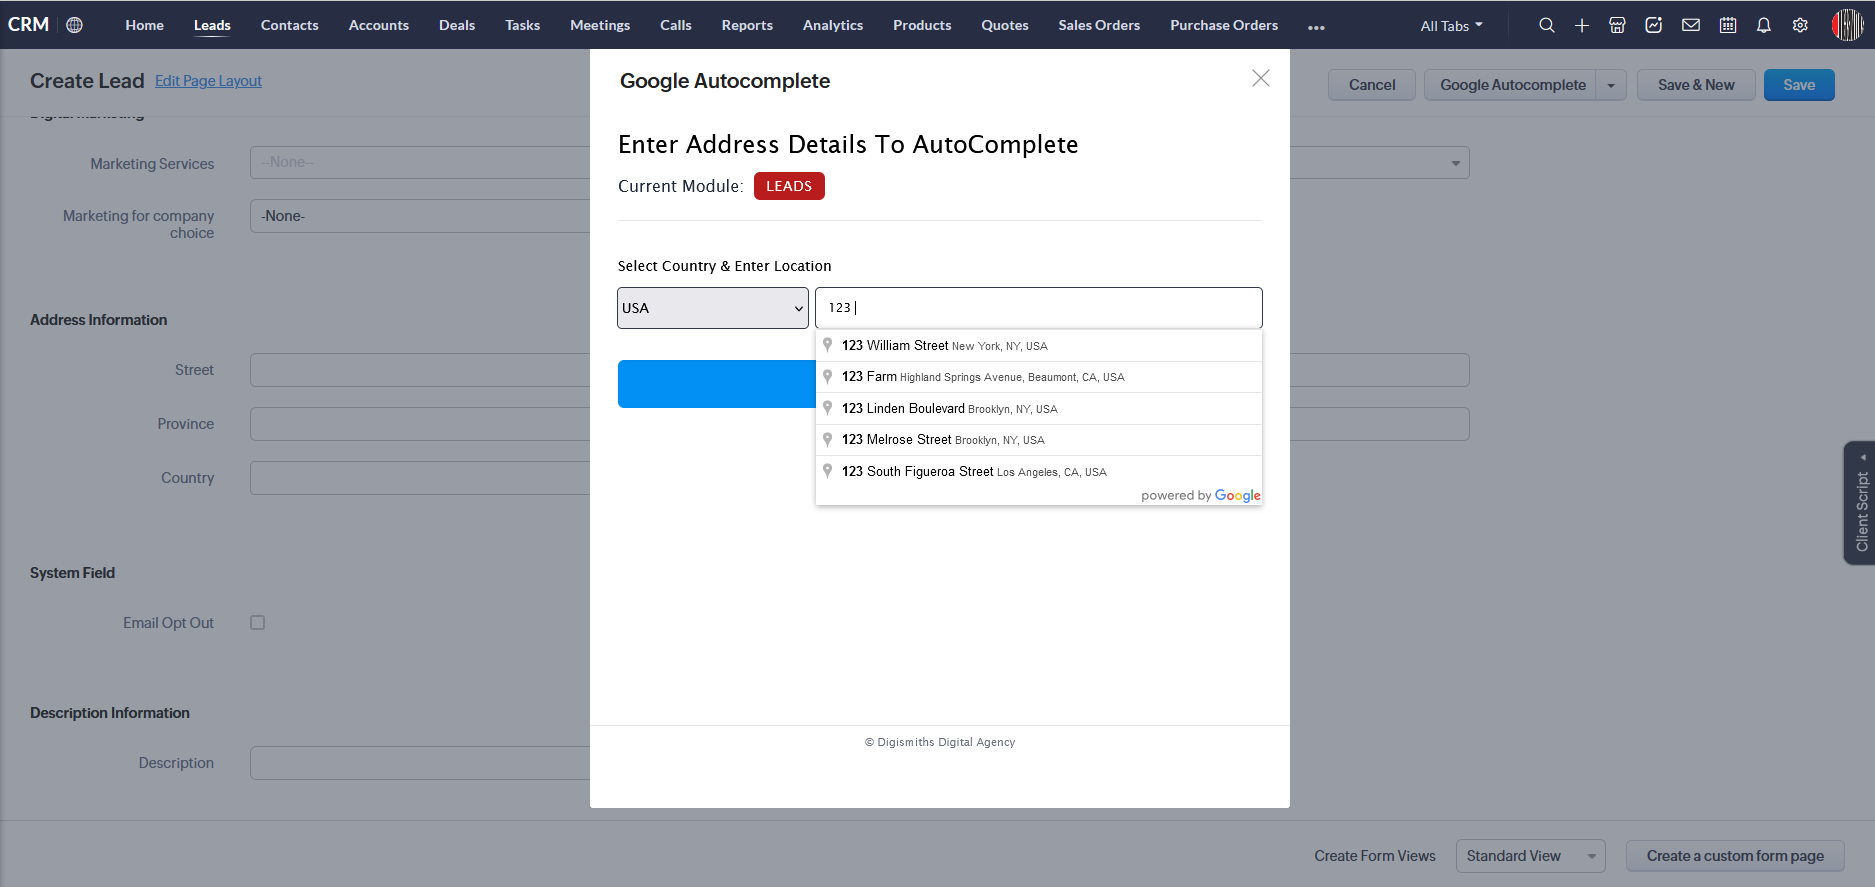 CRM Home Leads Contacts Accounts Deals Tasks Meetings Calls Reports Analytics Products Quotes Sales Orders Purchase Orders ••• All Tabs
Create Lead Edit Page Layout
Google Autocomplete
Cancel Google Autocomplete Save & New Save
Digital Marketing
Enter Address Details To AutoComplete
Marketing Services --None--
Current Module: LEADS
Marketing for company
choice
-None-
Select Country & Enter Location
USA 123
Address Information
123 William Street New York, NY, USA
Street
123 Farm Highland Springs Avenue, Beaumont, CA, USA
123 Linden Boulevard Brooklyn, NY, USA
Province
123 Melrose Street Brooklyn, NY, USA
Country
123 South Figueroa Street Los Angeles, CA, USA
powered by Google
Client Script
System Field
Email Opt Out
Description Information
© Digismiths Digital Agency
Description
Create Form Views Standard View Create a custom form page